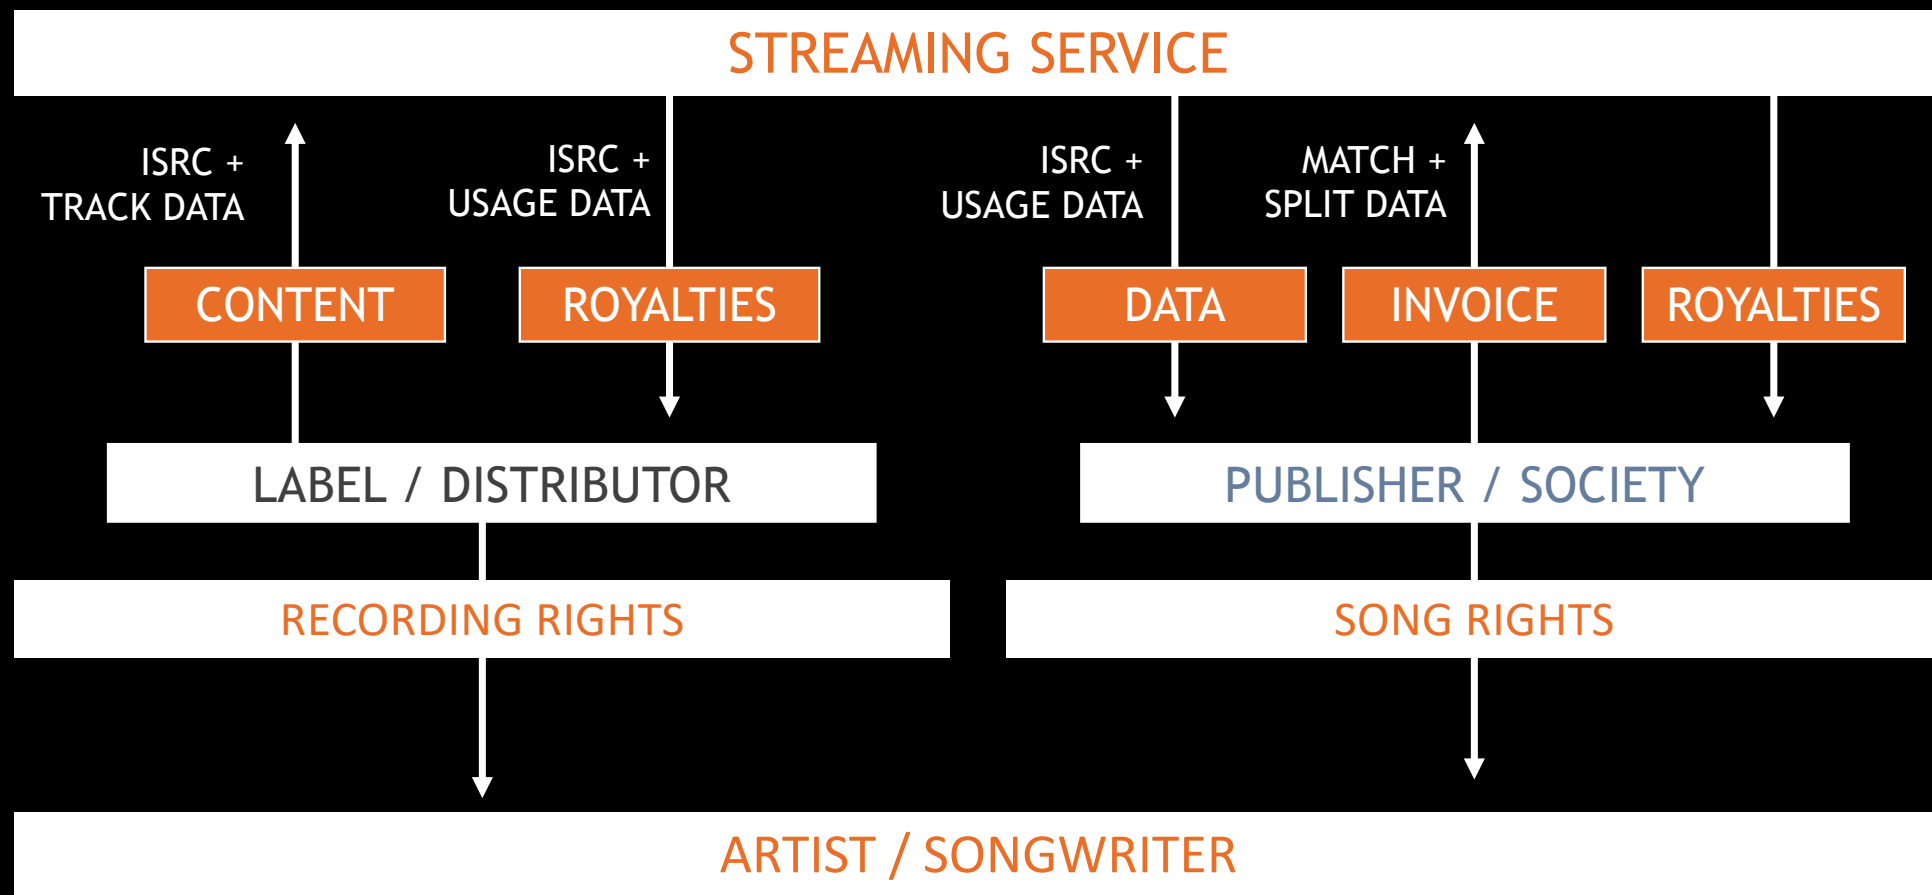 STREAMING SERVICE
ISRC +
TRACK DATA
ISRC +
USAGE DATA
ISRC +
USAGE DATA
MATCH +
SPLIT DATA
CONTENT
ROYALTIES
DATA
INVOICE
ROYALTIES
LABEL / DISTRIBUTOR
PUBLISHER / SOCIETY
RECORDING RIGHTS
SONG RIGHTS
ARTIST / SONGWRITER